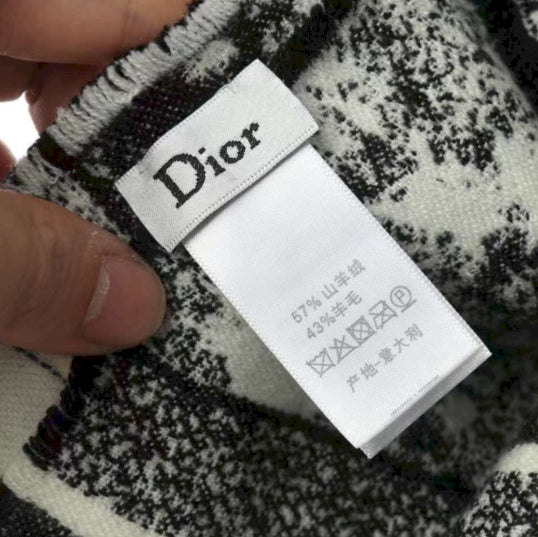 Dior
57% 山羊绒
43%羊毛
P
产地-意大利